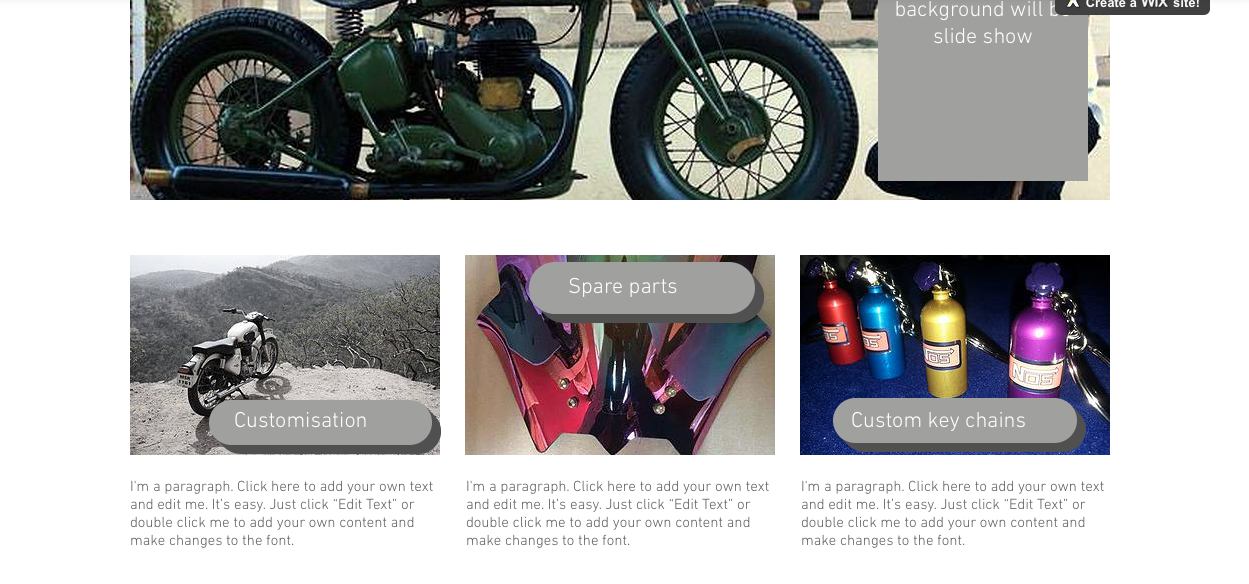 background will be
Create a WiX site!
slide show
Customisation
Spare parts
Custom key chains
NOS
NOS
NOS
NOS
I'm a paragraph. Click here to add your own text
and edit me. It's easy. Just click “Edit Text” or
double click me to add your own content and
make changes to the font.
I'm a paragraph. Click here to add your own text
and edit me. It's easy. Just click “Edit Text” or
double click me to add your own content and
make changes to the font.
I'm a paragraph. Click here to add your own text
and edit me. It's easy. Just click “Edit Text” or
double click me to add your own content and
make changes to the font.